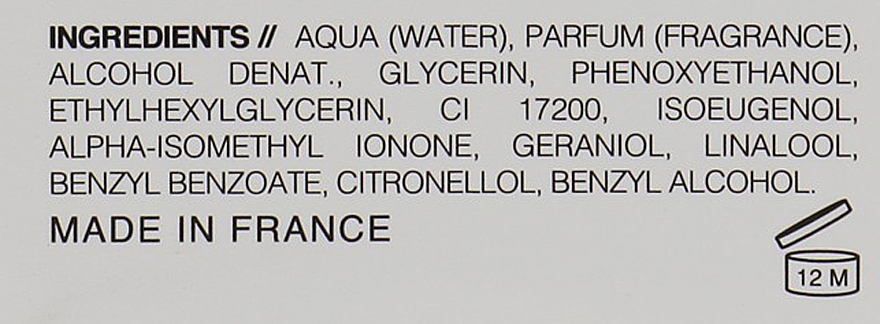 INGREDIENTS // AQUA (WATER), PARFUM (FRAGRANCE),
ALCOHOL DENAT., GLYCERIN, PHENOXYETHANOL,
ETHYLHEXYLGLYCERIN, CI 17200, ISOEUGENOL,
ALPHA-ISOMETHYL IONONE, GERANIOL, LINALOOL,
BENZYL BENZOATE, CITRONELLOL, BENZYL ALCOHOL.
MADE IN FRANCE
12 M